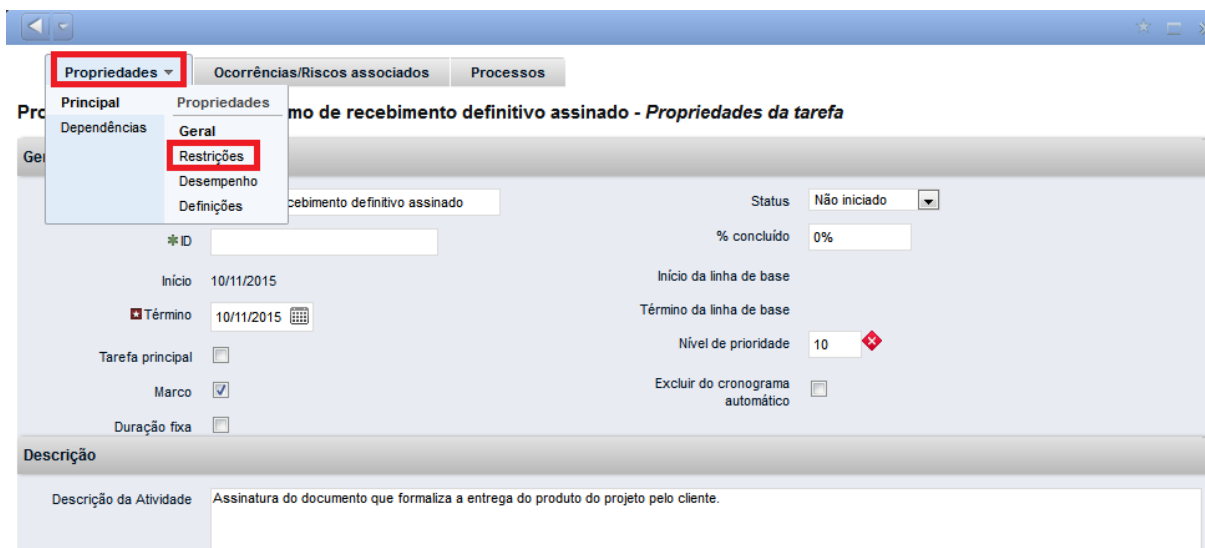 Propriedades Ocorrências/Riscos associados Processos
Principal Propriedades
Pro mo de recebimento definitivo assinado - Propriedades da tarefa
Dependências Geral
Ger Restrições
Desempenho
Definições
cebimento definitivo assinado Status Não iniciado
ID % concluído 0%
Início 10/11/2015 Início da linha de base
Término 10/11/2015 Término da linha de base
Nível de prioridade 10
Tarefa principal
Marco Excluir do cronograma
automático
Duração fixa
Descrição
Descrição da Atividade Assinatura do documento que formaliza a entrega do produto do projeto pelo cliente.